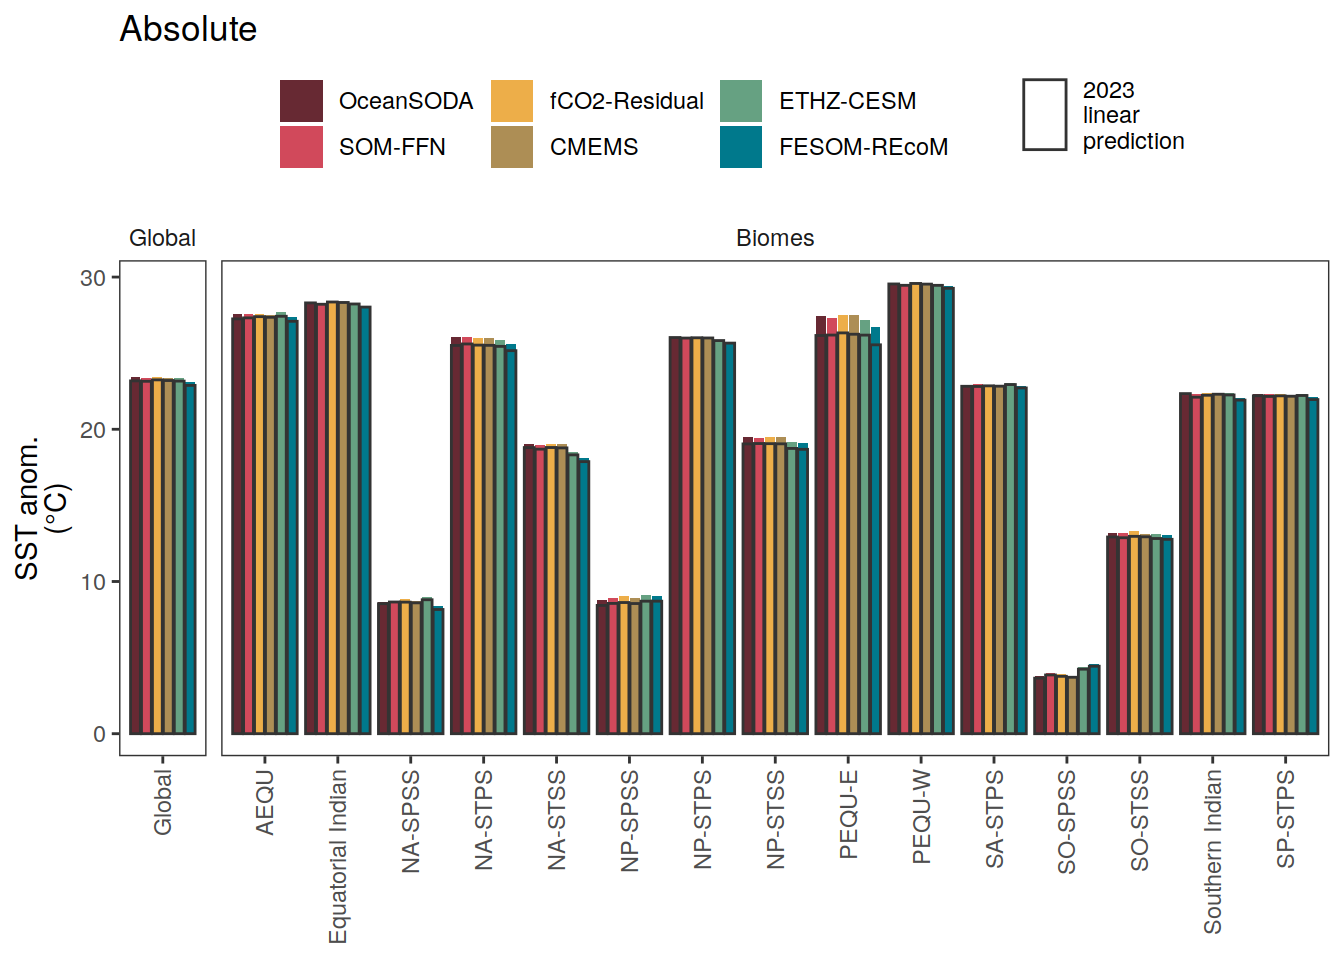 Absolute
OceanSODA
fCO2-Residual
ETHZ-CESM
SOM-FFN
CMEMS
FESOM-REcoM
2023
linear
prediction
Global
Biomes
SST anom.
(°C)
30
20
10
0
Global
AEQU
Equatorial Indian
NA-SPSS
NA-STPS
NA-STSS
NP-SPSS
NP-STPS
NP-STSS
PEQU-E
PEQU-W
SA-STPS
SO-SPSS
SO-STSS
Southern Indian
SP-STPS